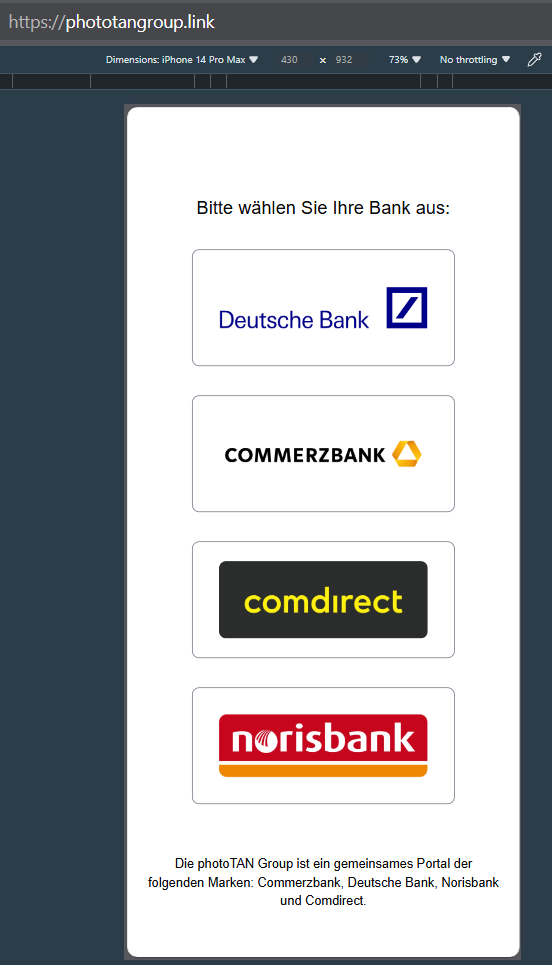 https://phototangroup.link
Dimensions: iPhone 14 Pro Max ▼ 430 × 932 73% ▼ No throttling ▼
Bitte wählen Sie Ihre Bank aus:
Deutsche Bank
COMMERZBANK
comdirect
norisbank
Die photoTAN Group ist ein gemeinsames Portal der
folgenden Marken: Commerzbank, Deutsche Bank, Norisbank
und Comdirect.